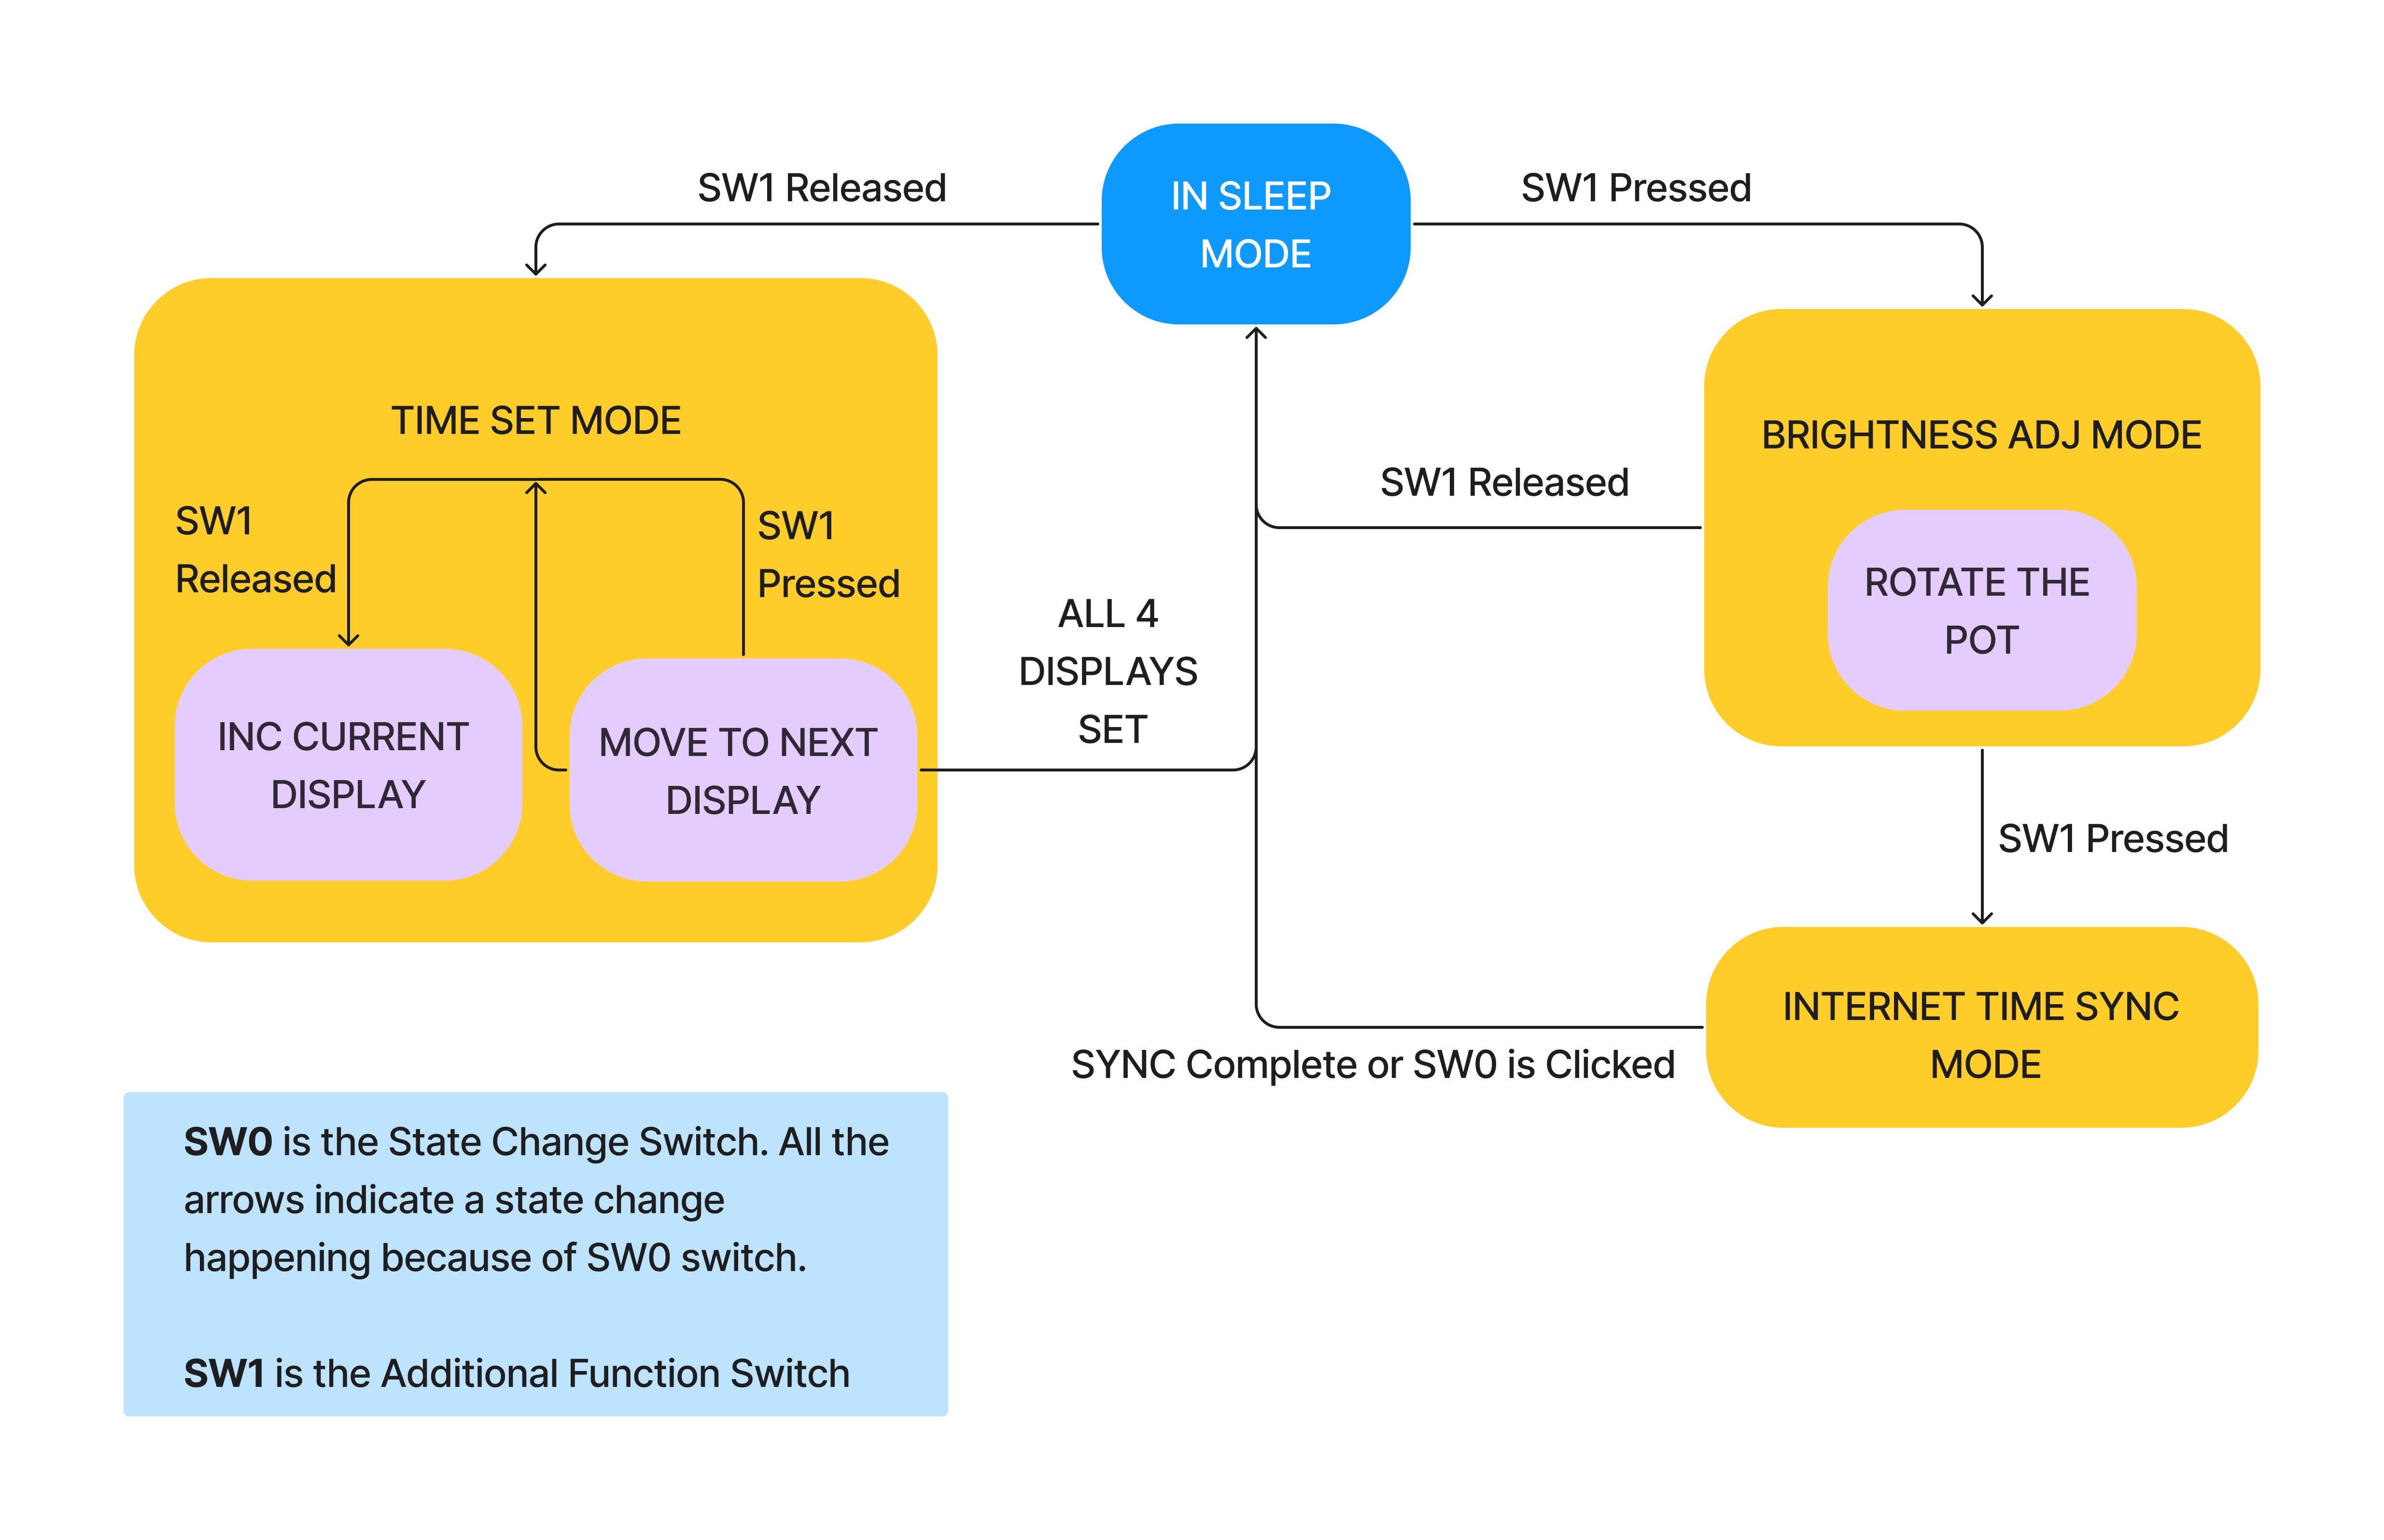 SW1 Released
IN SLEEP
MODE
SW1 Pressed
TIME SET MODE
SW1
Released
SW1
Pressed
INC CURRENT
DISPLAY
MOVE TO NEXT
DISPLAY
ALL 4
DISPLAYS
SET
SW1 Released
BRIGHTNESS ADJ MODE
ROTATE THE
POT
SW1 Pressed
INTERNET TIME SYNC
MODE
SYNC Complete or SW0 is Clicked
SW0 is the State Change Switch. All the
arrows indicate a state change
happening because of SW0 switch.
SW1 is the Additional Function Switch